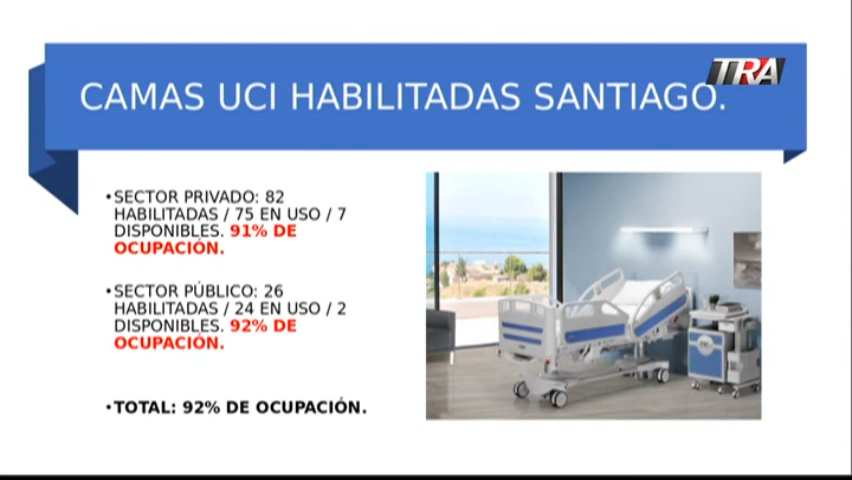 TRA
CAMAS UCI HABILITADAS SANTIAGO.
•SECTOR PRIVADO: 82
HABILITADAS / 75 EN USO / 7
DISPONIBLES. 91% DE
OCUPACIÓN.
•SECTOR PÚBLICO: 26
HABILITADAS / 24 EN USO / 2
DISPONIBLES. 92% DE
OCUPACIÓN.
•TOTAL: 92% DE OCUPACIÓN.